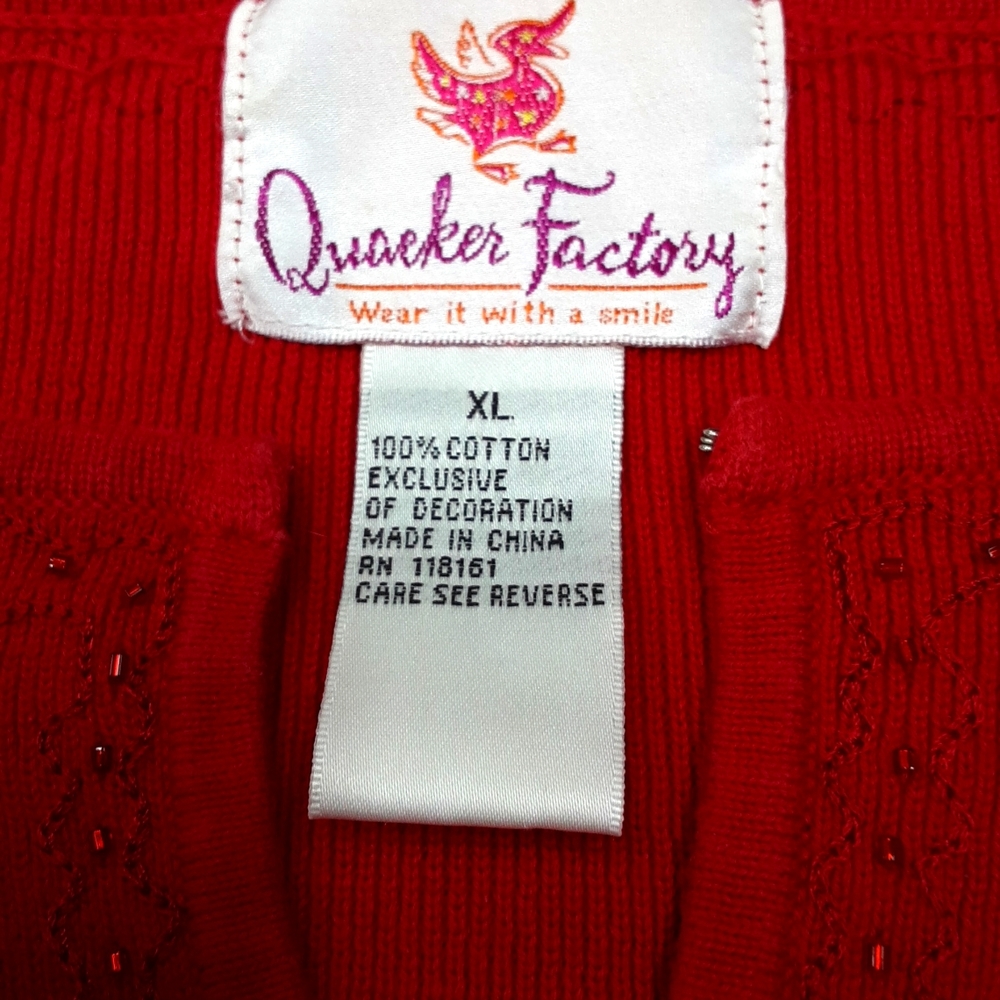 Quacker Factory
Wear it with a smile
XL
100% COTTON
EXCLUSIVE
OF DECORATION
MADE IN CHINA
RN 118161
CARE SEE REVERSE